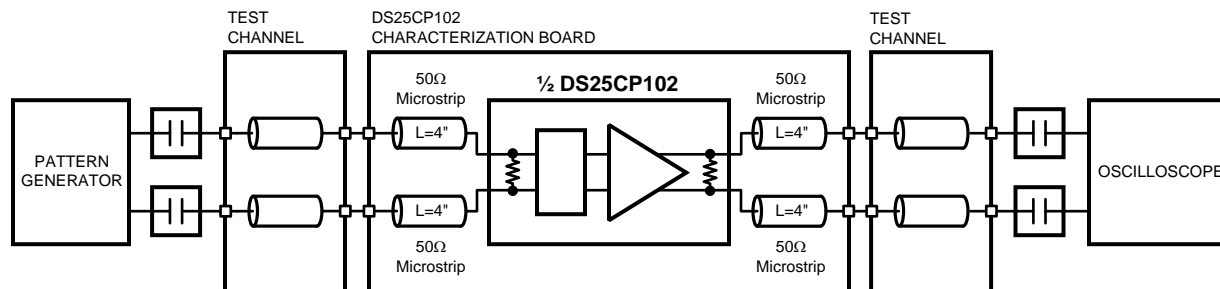 TEST
CHANNEL
DS25CP102
CHARACTERIZATION BOARD
TEST
CHANNEL
50Ω
Microstrip
½ DS25CP102
50Ω
Microstrip
L=4"
L=4"
PATTERN
GENERATOR
OSCILLOSCOPE
L=4"
L=4"
50Ω
Microstrip
50Ω
Microstrip